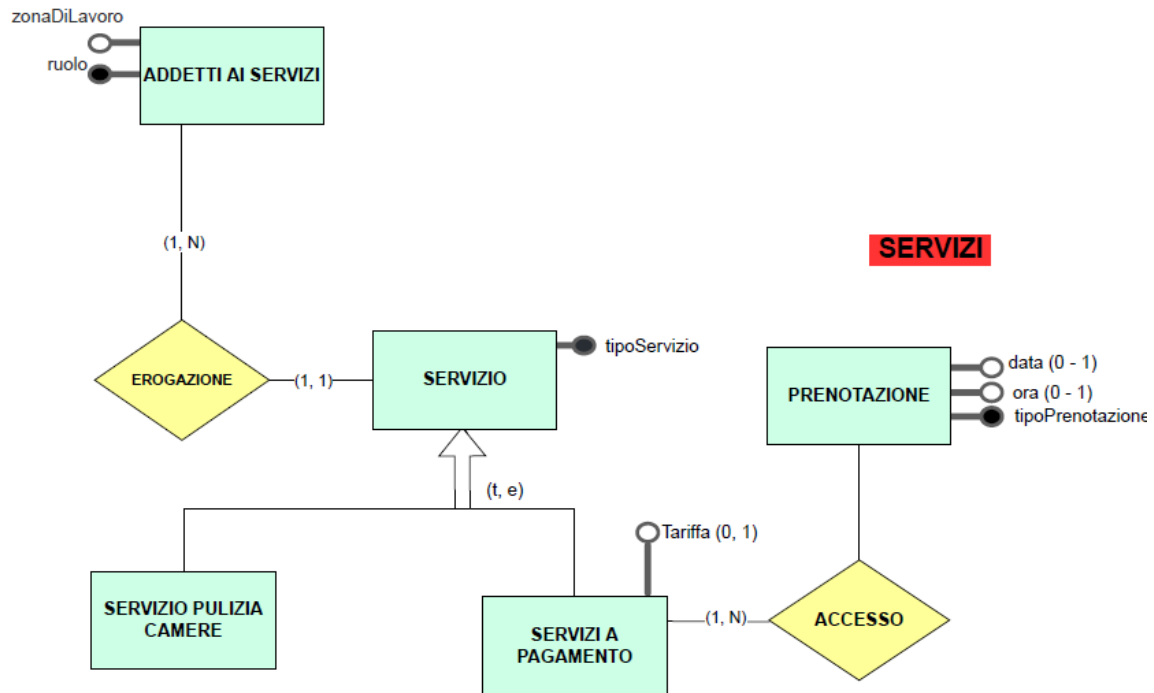 zonaDiLavoro
ruolo
ADDETTI AI SERVIZI
(1, N)
SERVIZI
EROGAZIONE
(1, 1)
SERVIZIO
tipoServizio
PRENOTAZIONE
data (0 - 1)
ora (0 - 1)
tipoPrenotazione
(t, e)
Tariffa (0, 1)
SERVIZIO PULIZIA
CAMERE
SERVIZI A
PAGAMENTO
(1, N)
ACCESSO